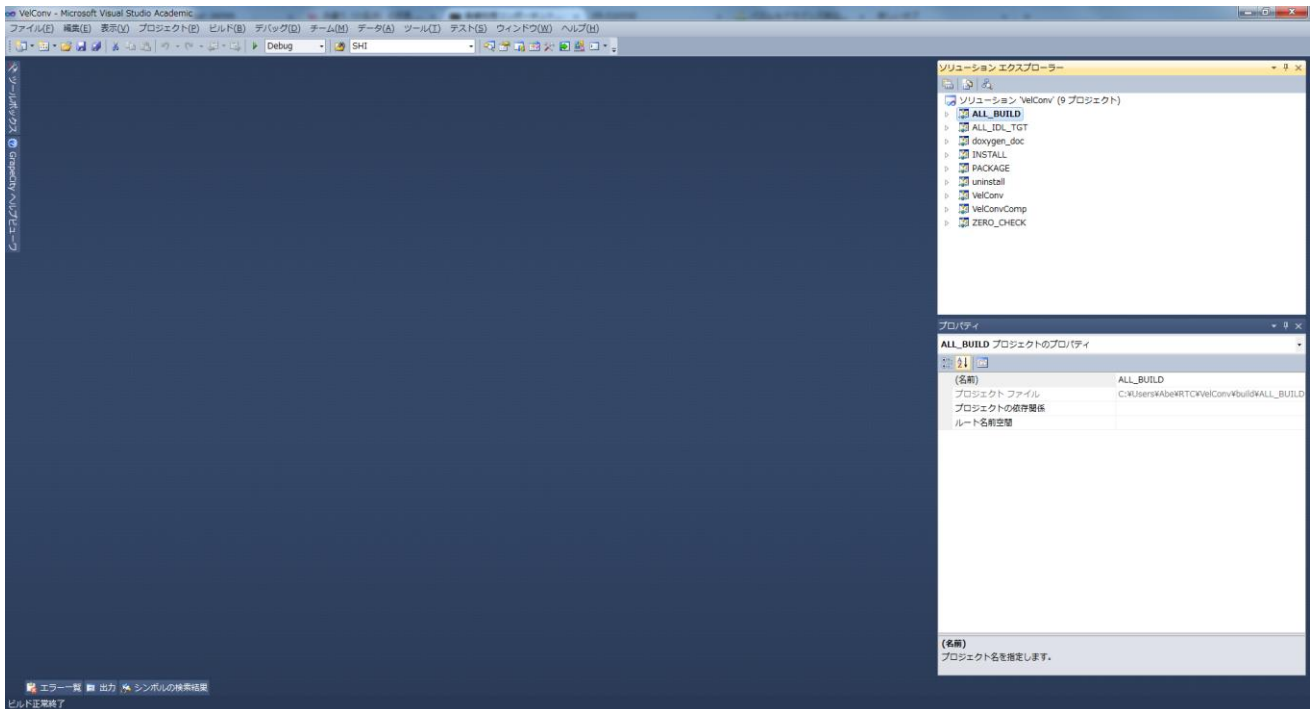 VelConv - Microsoft Visual Studio Academic
ファイル(F) 編集(E) 表示(V) プロジェクト(P) ビルド(B) デバッグ(D) チーム(M) データ(A) ツール(T) テスト(S) ウィンドウ(W) ヘルプ(H)
Debug SHI
ツールボックス
GrapeCity ヘルプビューワ
ソリューション エクスプローラー
ソリューション 'VelConv' (9 プロジェクト)
ALL_BUILD
ALL_IDL_TGT
doxygen_doc
INSTALL
PACKAGE
uninstall
VelConv
VelConvComp
ZERO_CHECK
プロパティ
ALL_BUILD プロジェクトのプロパティ
(名前) ALL_BUILD
プロジェクト ファイル C:¥Users¥Abe¥RTC¥VelConv¥build¥ALL_BUILD
プロジェクトの依存関係
ルート名前空間
(名前)
プロジェクト名を指定します。
エラー一覧 出力 シンボルの検索結果
ビルド正常終了